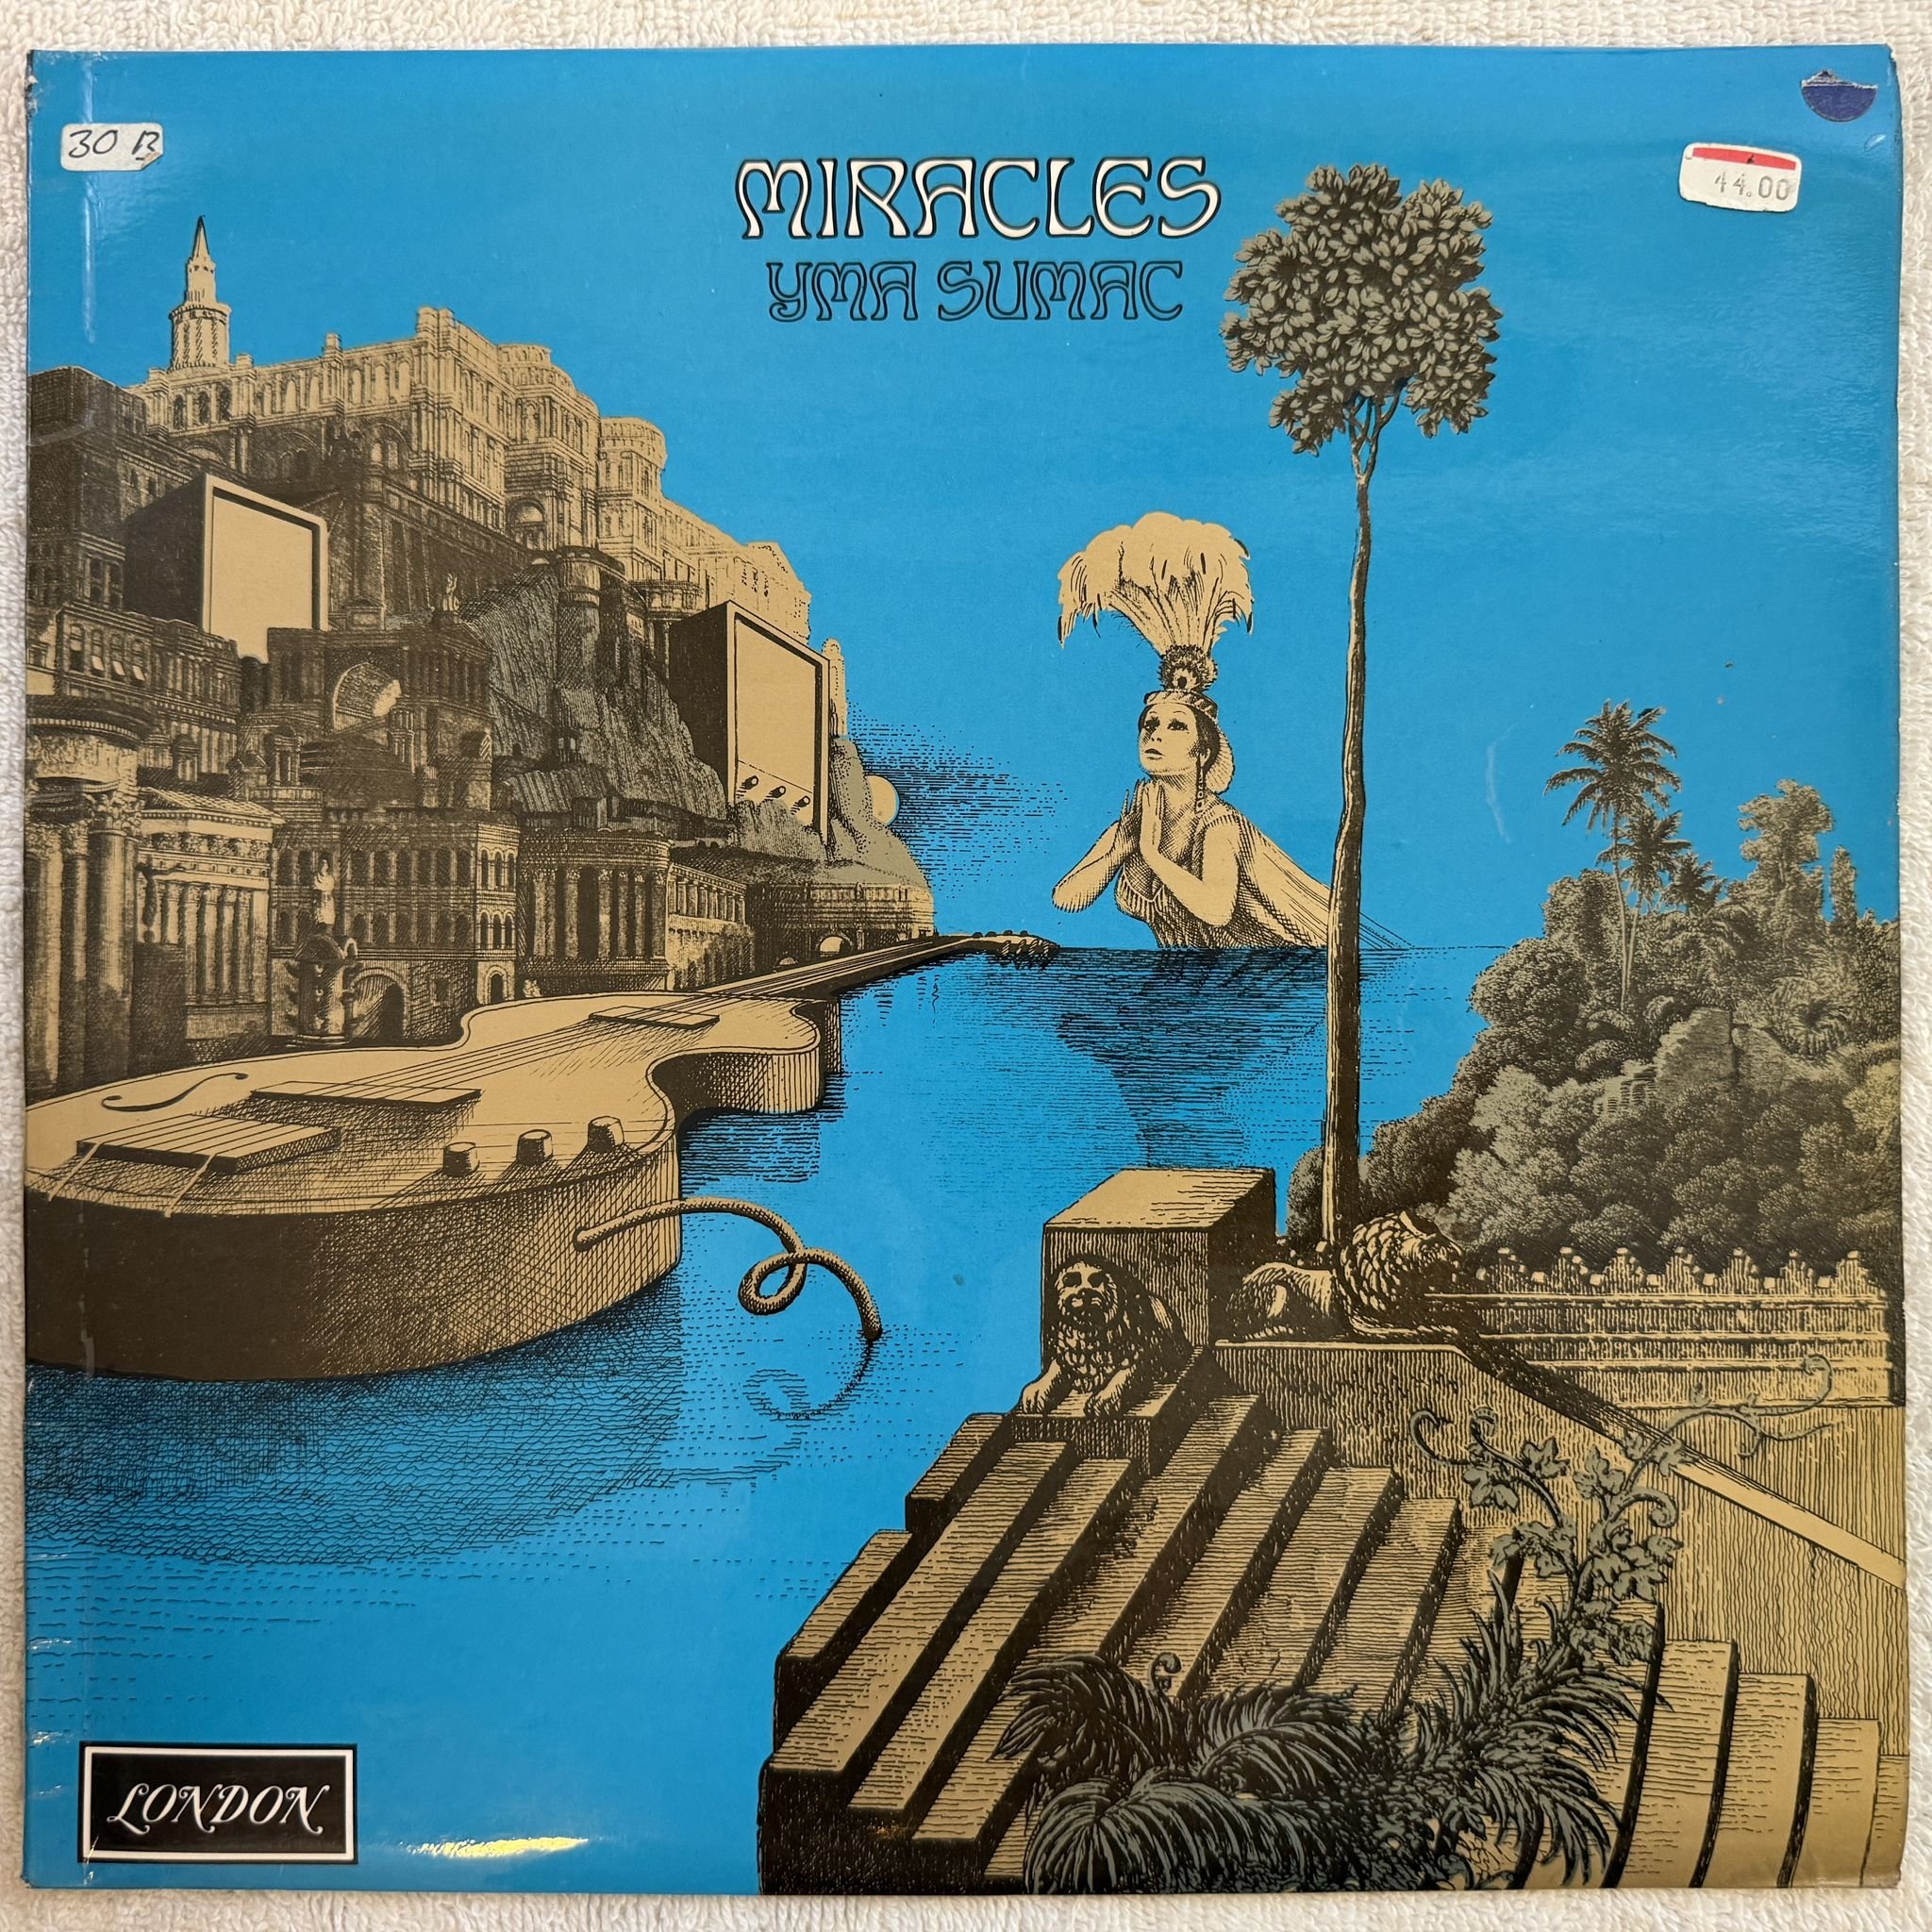 30 B
MIRACLES
44.00
YMA SUMAC
LONDON